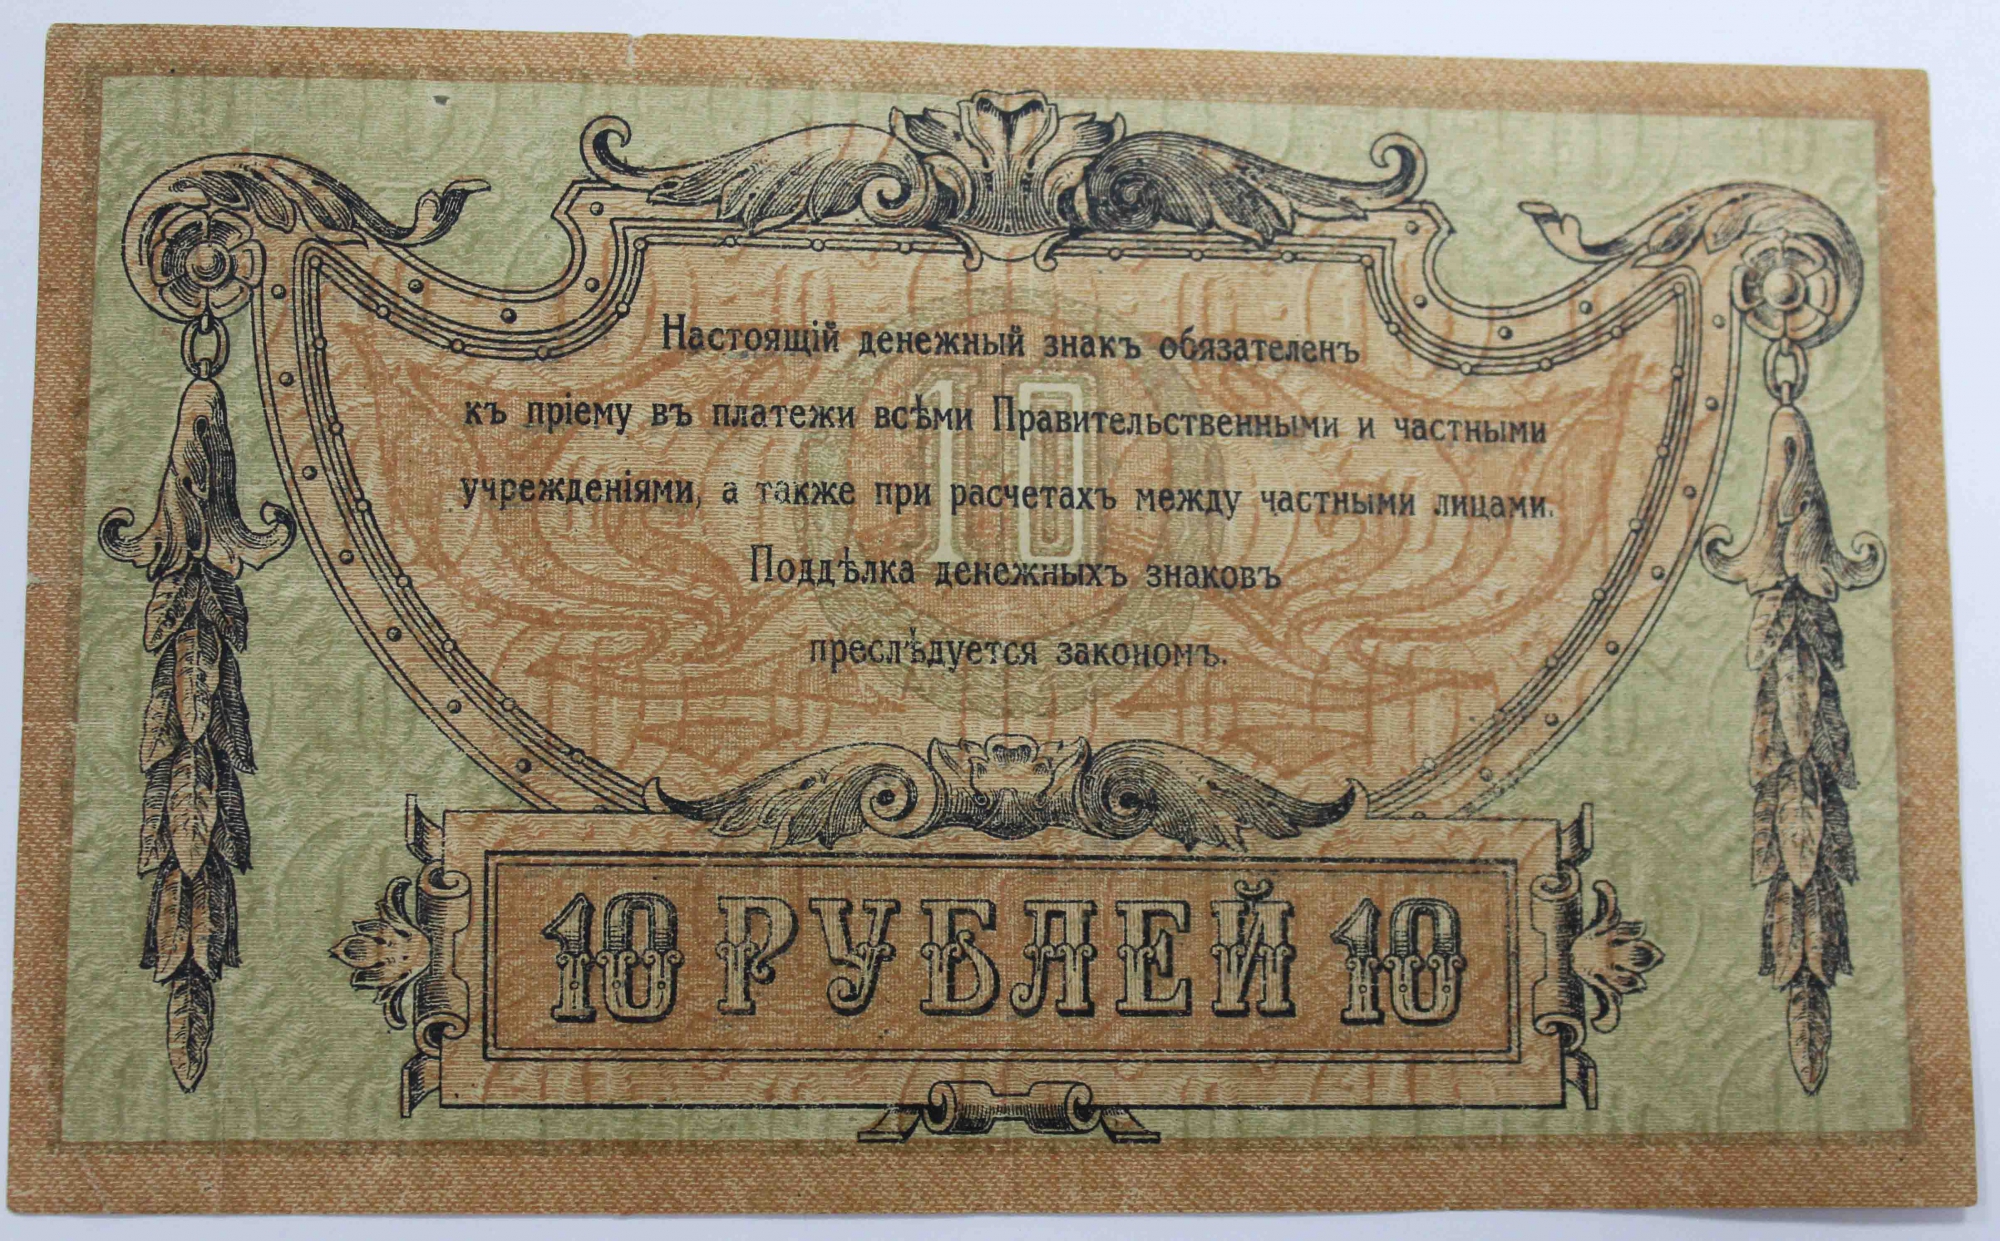 Настоящій денежный знакъ обязателенъ
къ пріему въ платежи всѣми Правительственными и частными
учрежденіями, а также при расчетахъ между частными лицами.
10
Поддѣлка денежныхъ знаковъ
преслѣдуется закономъ.
10 РУБЛЕЙ 10